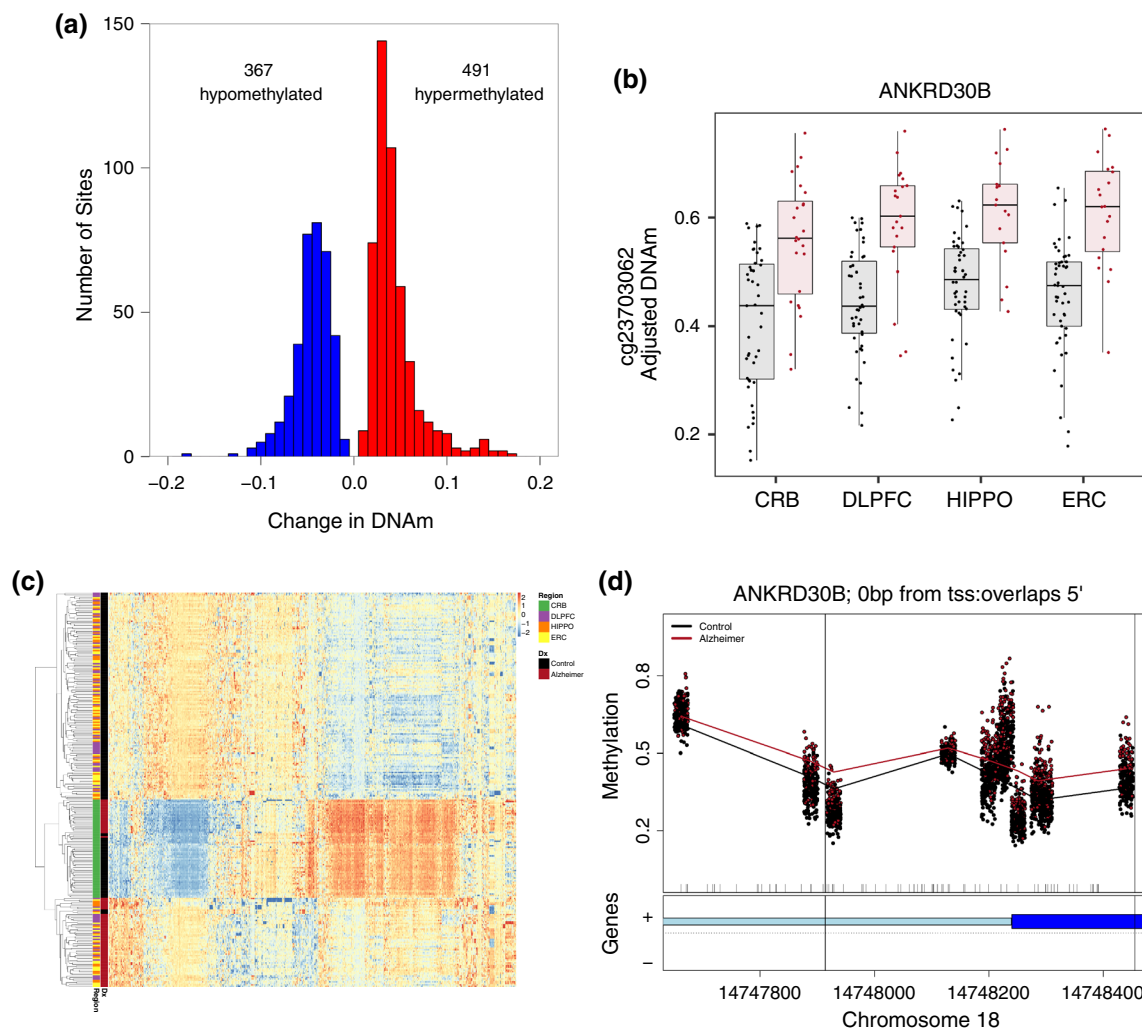 (a)
150
100
50
0
Number of Sites
367
hypomethylated
491
hypermethylated
−0.2
−0.1
0.0
0.1
0.2
Change in DNAm
(b)
ANKRD30B
cg23703062
Adjusted DNAm
0.6
0.4
0.2
CRB
DLPFC
HIPPO
ERC
(c)
2
1
0
−1
−2
Region
CRB
DLPFC
HIPPO
ERC
Dx
Control
Alzheimer
Region
Dx
(d)
ANKRD30B; 0bp from tss:overlaps 5'
Control
Alzheimer
Methylation
0.8
0.5
0.2
Genes
+
−
14747800
14748000
14748200
14748400
Chromosome 18